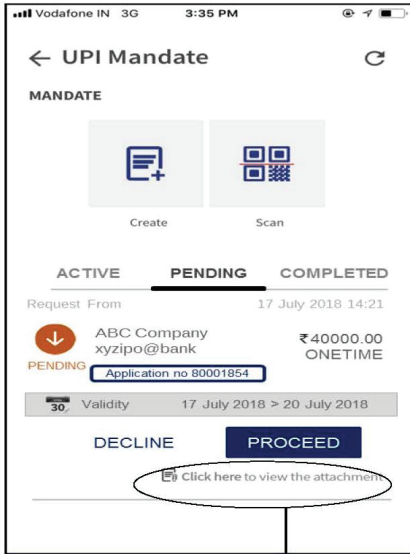 Vodafone IN 3G 3:35 PM
← UPI Mandate
MANDATE
Create Scan
ACTIVE PENDING COMPLETED
Request From 17 July 2018 14:21
ABC Company ₹40000.00
xyzipo@bank ONETIME
PENDING
Application no 80001854
30 Validity 17 July 2018 > 20 July 2018
DECLINE PROCEED
Click here to view the attachment